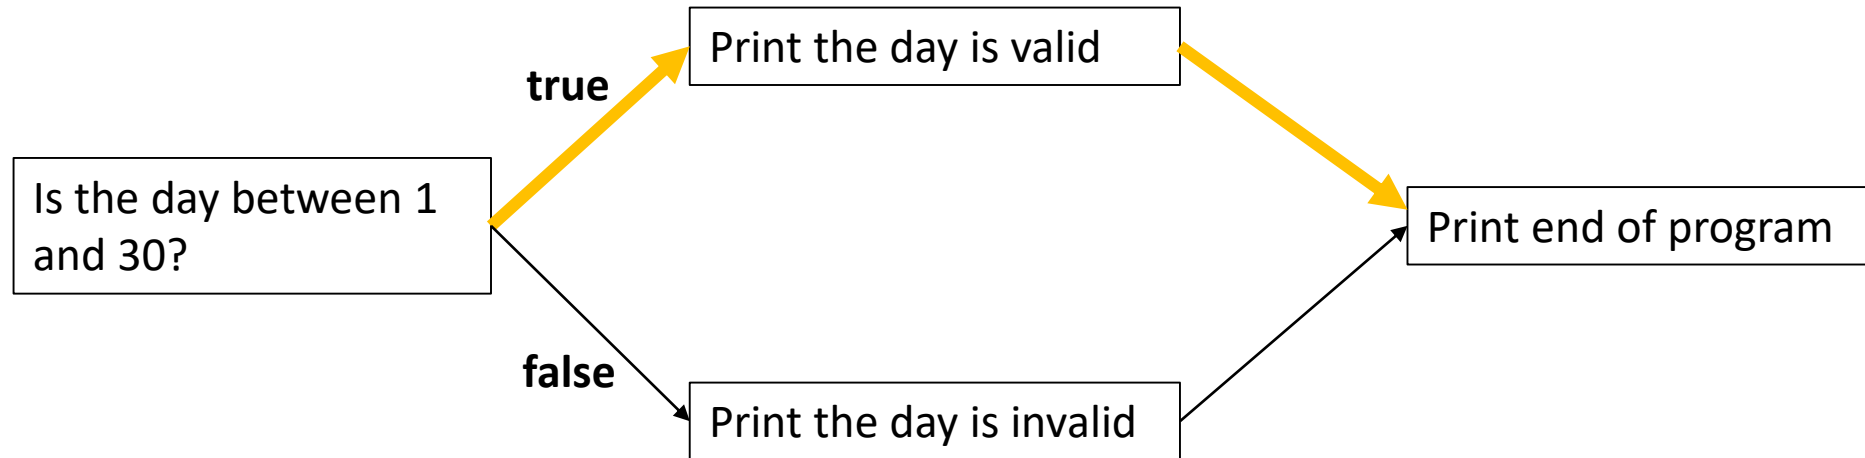 Print the day is valid
true
Is the day between 1
and 30?
Print end of program
false
Print the day is invalid